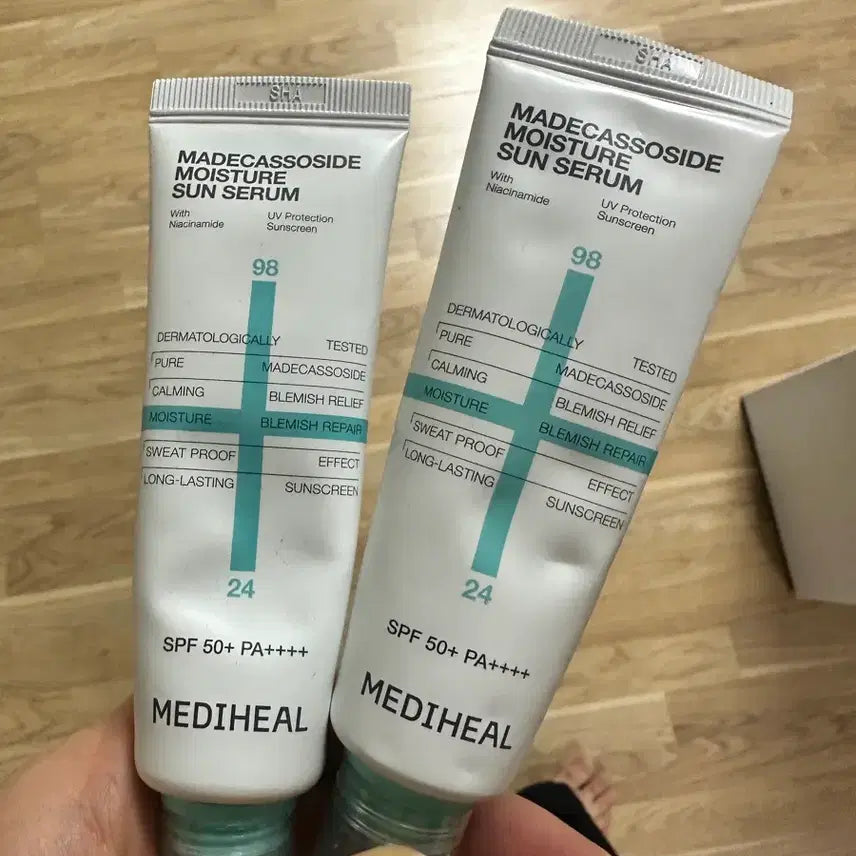 SHA
MADECASSOSIDE
MOISTURE
SUN SERUM
With
Niacinamide
UV Protection
Sunscreen
98
DERMATOLOGICALLY TESTED
PURE MADECASSOSIDE
CALMING BLEMISH RELIEF
MOISTURE BLEMISH REPAIR
SWEAT PROOF EFFECT
LONG-LASTING SUNSCREEN
24
SPF 50+ PA++++
MEDIHEAL
SHA
MADECASSOSIDE
MOISTURE
SUN SERUM
With
Niacinamide
UV Protection
Sunscreen
98
DERMATOLOGICALLY TESTED
PURE MADECASSOSIDE
CALMING BLEMISH RELIEF
MOISTURE BLEMISH REPAIR
SWEAT PROOF EFFECT
LONG-LASTING SUNSCREEN
24
SPF 50+ PA++++
MEDIHEAL